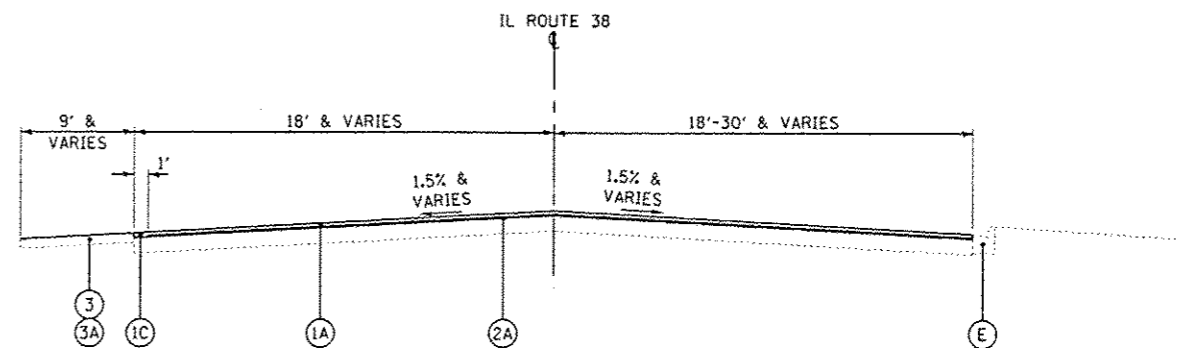 IL ROUTE 38
℄
9' &
VARIES
18' & VARIES
18'-30' & VARIES
1'
1.5% &
VARIES
1.5% &
VARIES
3
3A
1C
1A
2A
E